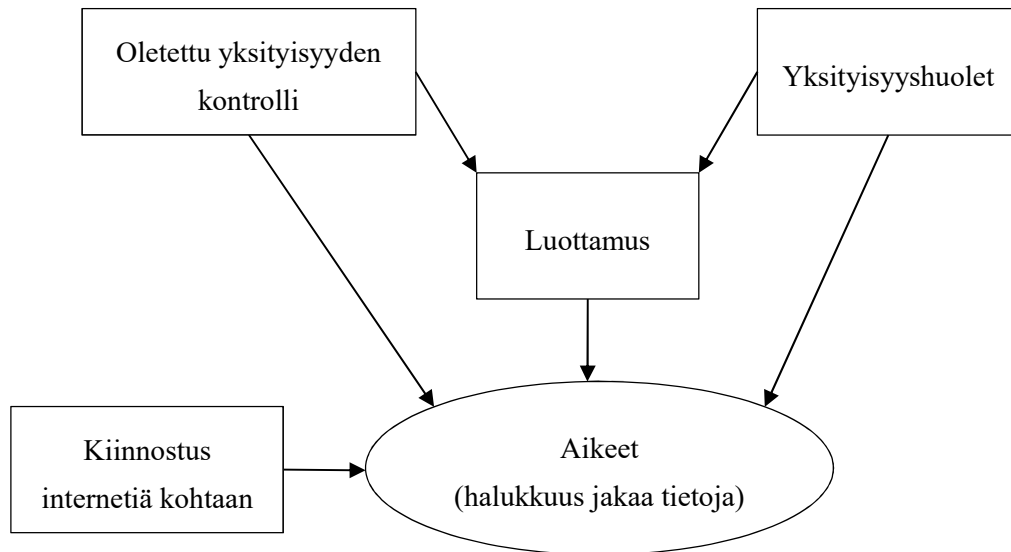 Oletettu yksityisyyden
kontrolli
Yksityisyyshuolet
Luottamus
Kiinnostus
internetiä kohtaan
Aikeet
(halukkuus jakaa tietoja)